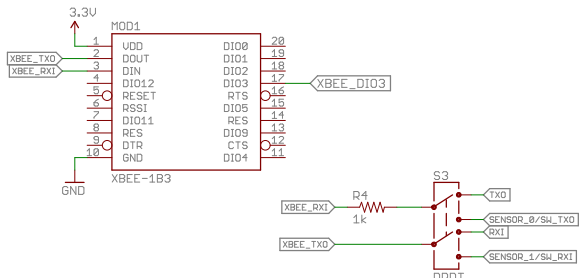 3.3V
MOD1
1 VDD DIO0 20
XBEE_TXO 2 DOUT DIO1 19
XBEE_RXI 3 DIN DIO2 18
4 DIO12 DIO3 17 XBEE_DIO3
5 RESET RTS 16
6 RSSI DIO5 15
7 DIO11 RES 14
8 RES DIO9 13
9 DTR CTS 12
10 GND DIO4 11
XBEE-1B3
GND
S3
R4
TXO
XBEE_RXI
1k
SENSOR_0/SW_TXO
RXI
XBEE_TXO
SENSOR_1/SW_RXI
DPDT